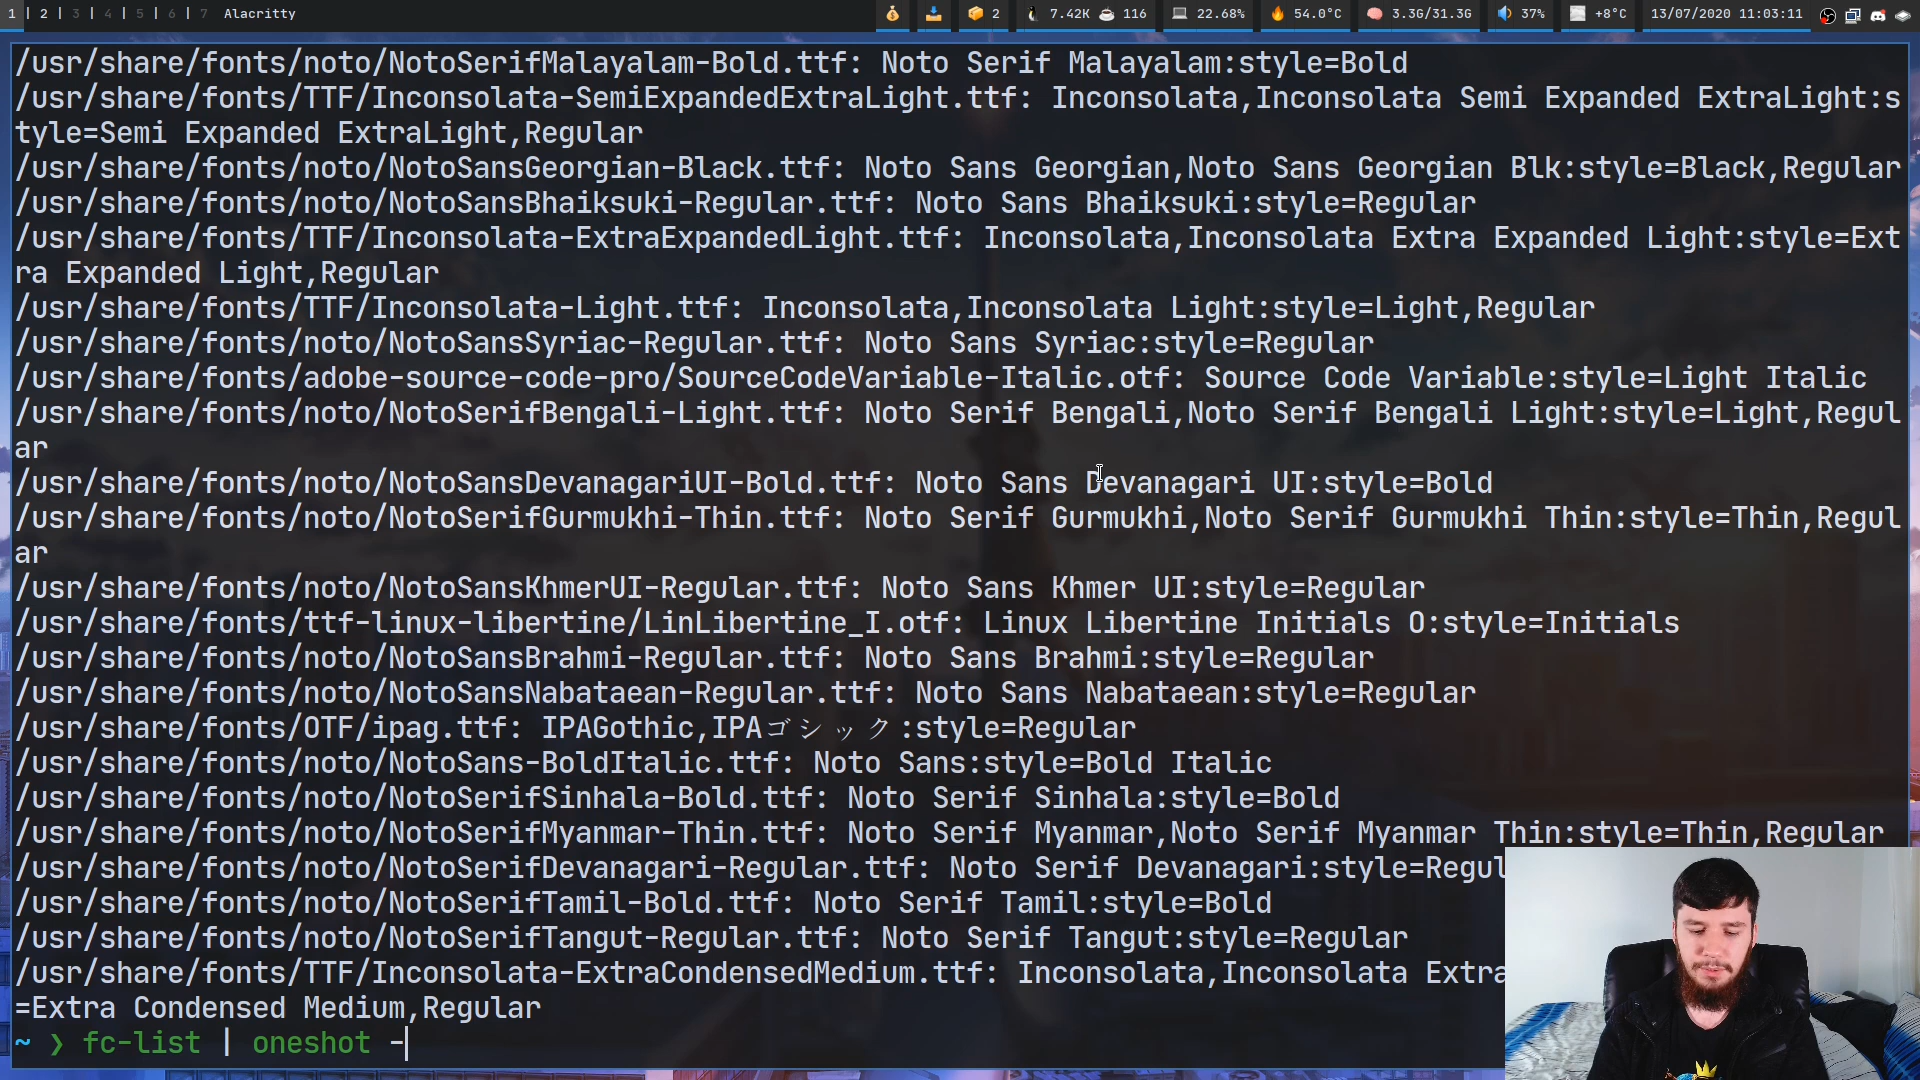 1 | 2 | 3 | 4 | 5 | 6 | 7 Alacritty 2 7.42K 116 22.68% 54.0°C 3.3G/31.3G 37% +8°C 13/07/2020 11:03:11
/usr/share/fonts/noto/NotoSerifMalayalam-Bold.ttf: Noto Serif Malayalam:style=Bold
/usr/share/fonts/TTF/Inconsolata-SemiExpandedExtraLight.ttf: Inconsolata,Inconsolata Semi Expanded ExtraLight:s
tyle=Semi Expanded ExtraLight,Regular
/usr/share/fonts/noto/NotoSansGeorgian-Black.ttf: Noto Sans Georgian,Noto Sans Georgian Blk:style=Black,Regular
/usr/share/fonts/noto/NotoSansBhaiksuki-Regular.ttf: Noto Sans Bhaiksuki:style=Regular
/usr/share/fonts/TTF/Inconsolata-ExtraExpandedLight.ttf: Inconsolata,Inconsolata Extra Expanded Light:style=Ext
ra Expanded Light,Regular
/usr/share/fonts/TTF/Inconsolata-Light.ttf: Inconsolata,Inconsolata Light:style=Light,Regular
/usr/share/fonts/noto/NotoSansSyriac-Regular.ttf: Noto Sans Syriac:style=Regular
/usr/share/fonts/adobe-source-code-pro/SourceCodeVariable-Italic.otf: Source Code Variable:style=Light Italic
/usr/share/fonts/noto/NotoSerifBengali-Light.ttf: Noto Serif Bengali,Noto Serif Bengali Light:style=Light,Regul
ar
/usr/share/fonts/noto/NotoSansDevanagariUI-Bold.ttf: Noto Sans Devanagari UI:style=Bold
/usr/share/fonts/noto/NotoSerifGurmukhi-Thin.ttf: Noto Serif Gurmukhi,Noto Serif Gurmukhi Thin:style=Thin,Regul
ar
/usr/share/fonts/noto/NotoSansKhmerUI-Regular.ttf: Noto Sans Khmer UI:style=Regular
/usr/share/fonts/ttf-linux-libertine/LinLibertine_I.otf: Linux Libertine Initials O:style=Initials
/usr/share/fonts/noto/NotoSansBrahmi-Regular.ttf: Noto Sans Brahmi:style=Regular
/usr/share/fonts/noto/NotoSansNabataean-Regular.ttf: Noto Sans Nabataean:style=Regular
/usr/share/fonts/OTF/ipag.ttf: IPAGothic,IPAゴシック:style=Regular
/usr/share/fonts/noto/NotoSans-BoldItalic.ttf: Noto Sans:style=Bold Italic
/usr/share/fonts/noto/NotoSerifSinhala-Bold.ttf: Noto Serif Sinhala:style=Bold
/usr/share/fonts/noto/NotoSerifMyanmar-Thin.ttf: Noto Serif Myanmar,Noto Serif Myanmar Thin:style=Thin,Regular
/usr/share/fonts/noto/NotoSerifDevanagari-Regular.ttf: Noto Serif Devanagari:style=Regul
/usr/share/fonts/noto/NotoSerifTamil-Bold.ttf: Noto Serif Tamil:style=Bold
/usr/share/fonts/noto/NotoSerifTangut-Regular.ttf: Noto Serif Tangut:style=Regular
/usr/share/fonts/TTF/Inconsolata-ExtraCondensedMedium.ttf: Inconsolata,Inconsolata Extra
=Extra Condensed Medium,Regular
~ ❯ fc-list | oneshot -